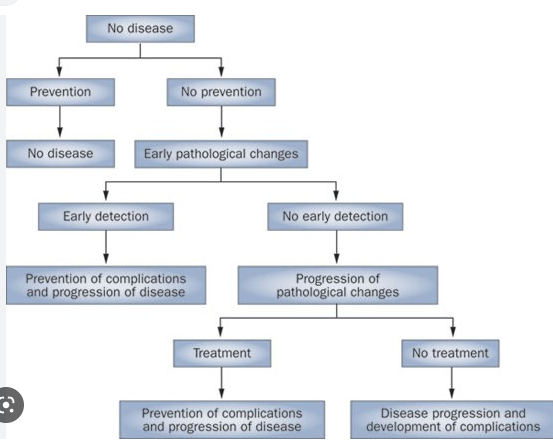 No disease
Prevention
No prevention
No disease
Early pathological changes
Early detection
No early detection
Prevention of complications
and progression of disease
Progression of
pathological changes
Treatment
No treatment
Prevention of complications
and progression of disease
Disease progression and
development of complications